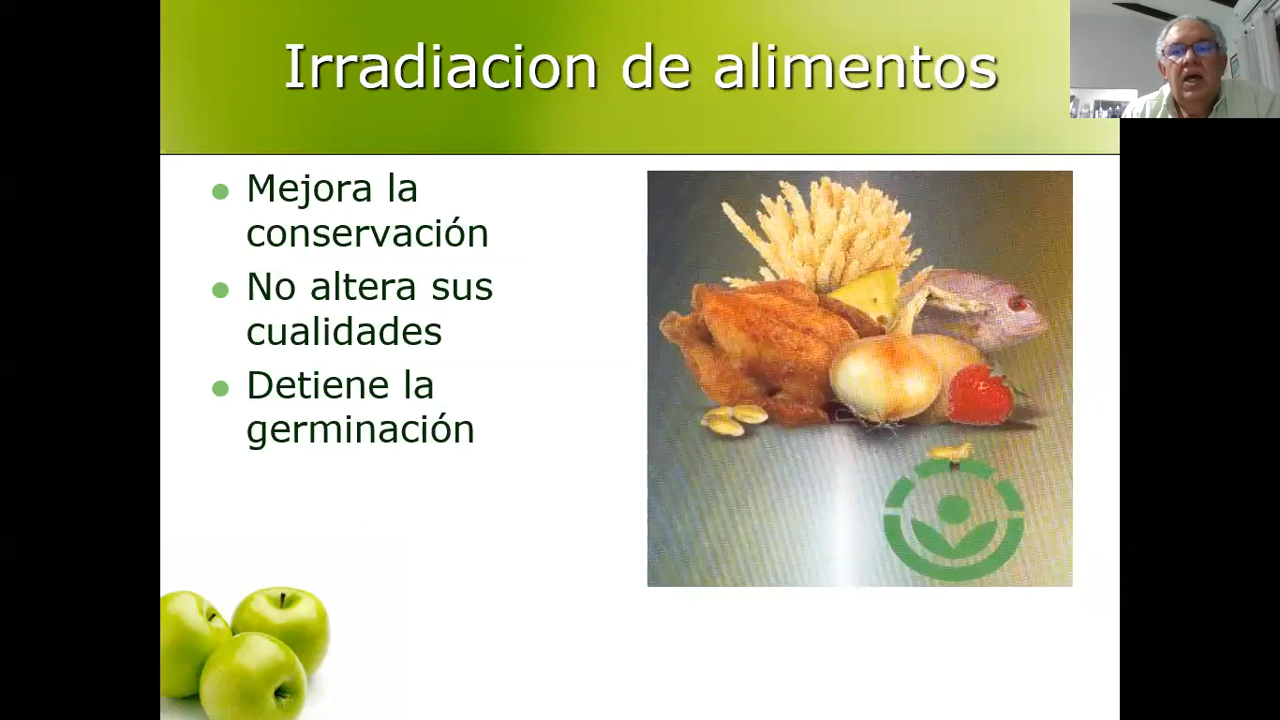 Irradiacion de alimentos
Mejora la
conservación
No altera sus
cualidades
Detiene la
germinación